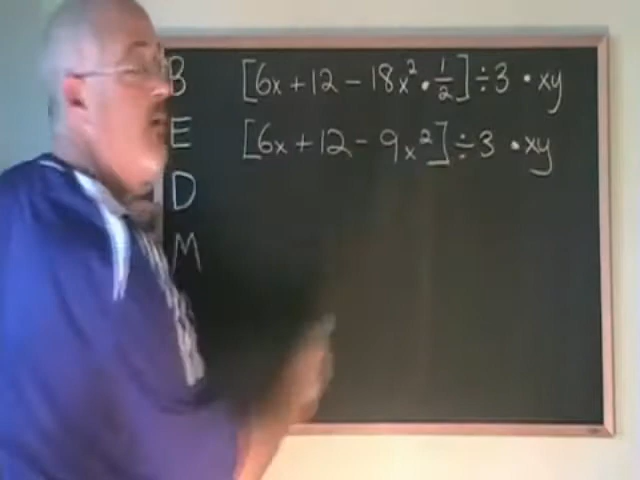 B [6x + 12 - 18x² • 1/2] ÷ 3 • xy
E [6x + 12 - 9x²] ÷ 3 • xy
D
M